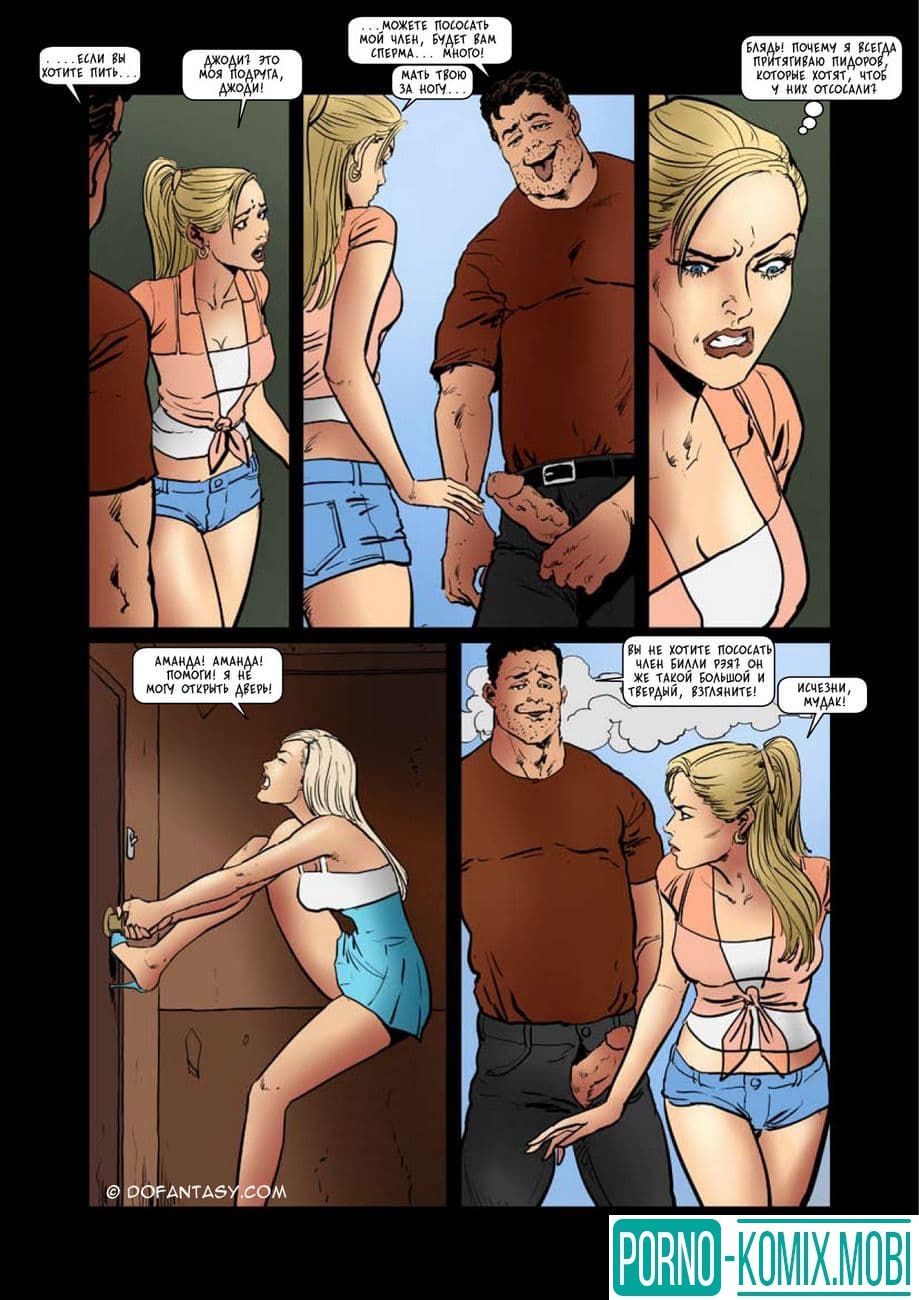 ....ЕСЛИ ВЫ
ХОТИТЕ ПИТЬ...
ДЖОДИ? ЭТО
МОЯ ПОДРУГА,
ДЖОДИ!
...МОЖЕТЕ ПОСОСАТЬ
МОЙ ЧЛЕН, БУДЕТ ВАМ
СПЕРМА... МНОГО!
МАТЬ ТВОЮ
ЗА НОГУ...
БЛЯДЬ! ПОЧЕМУ Я ВСЕГДА
ПРИТЯГИВАЮ ПИДОРОВ,
КОТОРЫЕ ХОТЯТ, ЧТОБ
У НИХ ОТСОСАЛИ?
АМАНДА! АМАНДА!
ПОМОГИ! Я НЕ
МОГУ ОТКРЫТЬ ДВЕРЬ!
ВЫ НЕ ХОТИТЕ ПОСОСАТЬ
ЧЛЕН БИЛЛИ РЭЯ? ОН
ЖЕ ТАКОЙ БОЛЬШОЙ И
ТВЕРДЫЙ, ВЗГЛЯНИТЕ!
ИСЧЕЗНИ,
МУДАК!
© DOFANTASY.COM
PORNO-KOMIX.MOBI